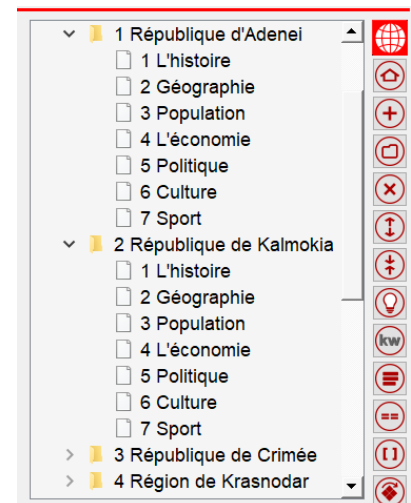 1 République d'Adenei
1 L'histoire
2 Géographie
3 Population
4 L'économie
5 Politique
6 Culture
7 Sport
2 République de Kalmokia
1 L'histoire
2 Géographie
3 Population
4 L'économie
5 Politique
6 Culture
7 Sport
3 République de Crimée
4 Région de Krasnodar
kw
==
[ ]